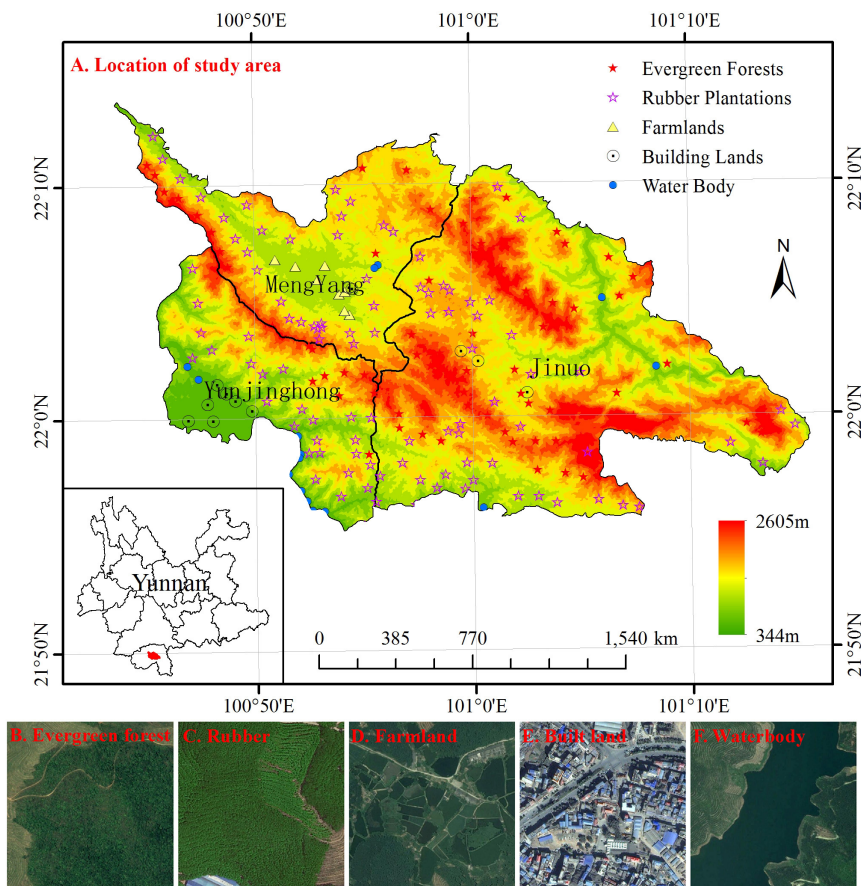 100°50'E 101°0'E 101°10'E
A. Location of study area
Evergreen Forests
Rubber Plantations
Farmlands
Building Lands
Water Body
22°10'N
22°10'N
N
MengYang
Jinuo
Yunjinghong
22°0'N
22°0'N
Yunnan
2605m
344m
0 385 770 1,540 km
21°50'N
21°50'N
100°50'E 101°0'E 101°10'E
B. Evergreen forest
C. Rubber
D. Farmland
E. Built land
F. Waterbody